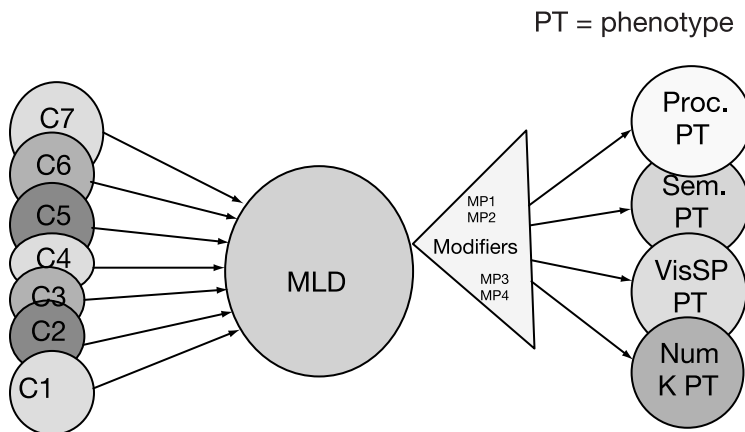 PT = phenotype
C7
C6
C5
C4
C3
C2
C1
MLD
MP1
MP2
Modifiers
MP3
MP4
Proc.
PT
Sem.
PT
VisSP
PT
Num
K PT